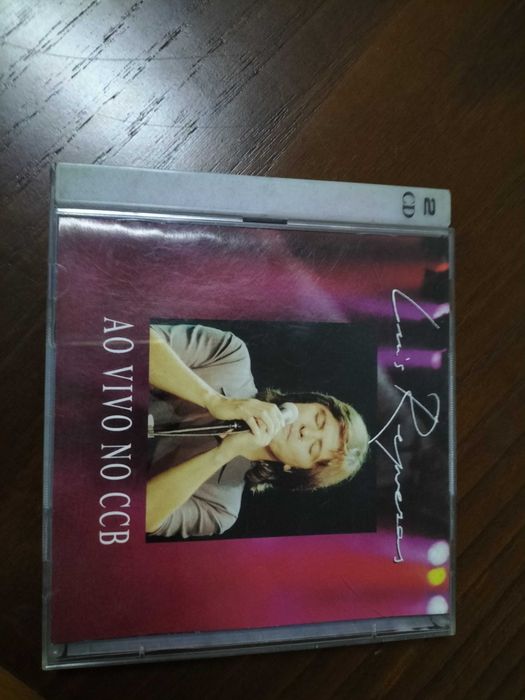 2
CD
Luís Represas
AO VIVO NO CCB